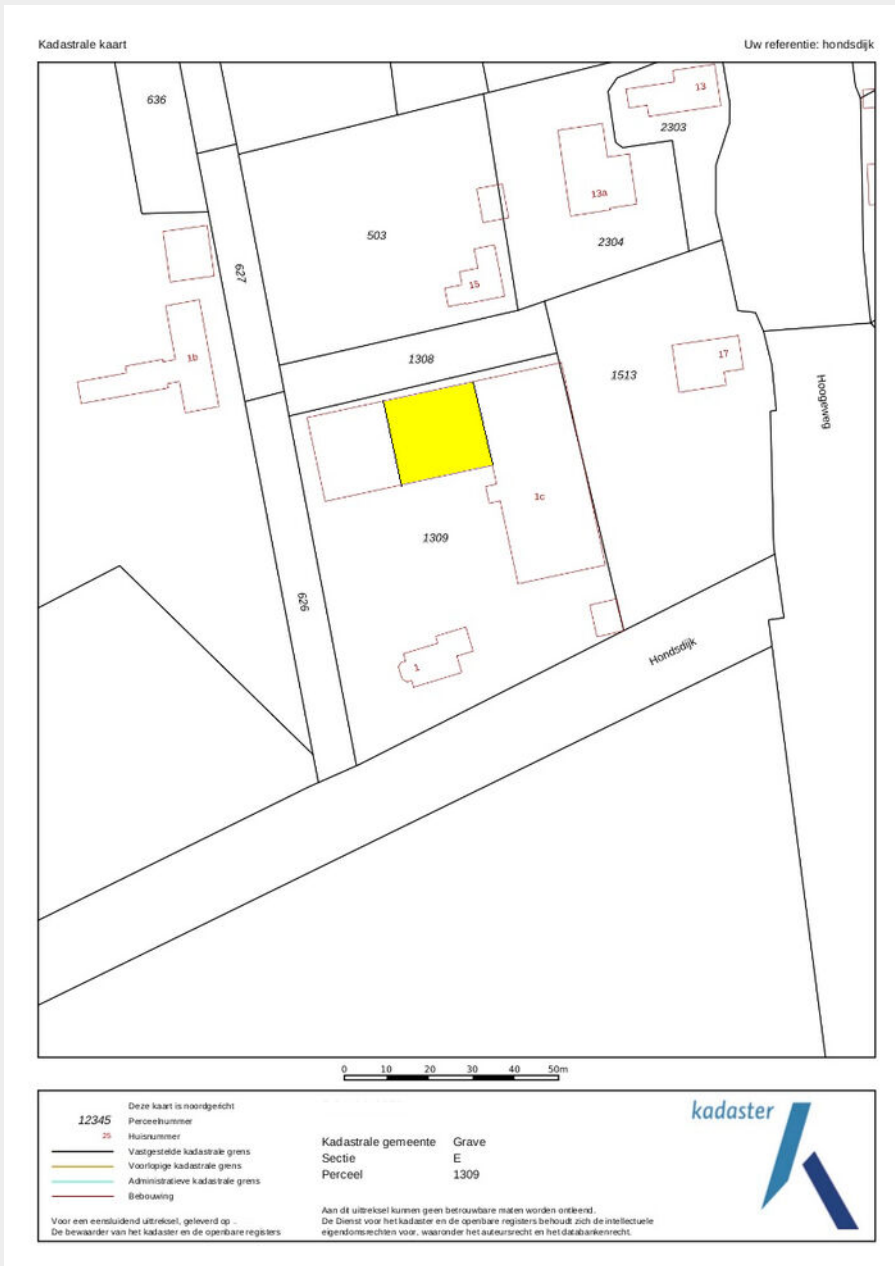 Kadastrale kaart
Uw referentie: hondsdijk
636
13
2303
13a
503
2304
627
15
1b
1308
1513
17
Hoogeweg
1c
1309
626
1
Hondsdijk
0 10 20 30 40 50m
Deze kaart is noordgericht
12345 Perceelnummer
25 Huisnummer
Vastgestelde kadastrale grens
Voorlopige kadastrale grens
Administratieve kadastrale grens
Bebouwing
Voor een eensluidend uittreksel, geleverd op .
De bewaarder van het kadaster en de openbare registers
Kadastrale gemeente Grave
Sectie E
Perceel 1309
Aan dit uittreksel kunnen geen betrouwbare maten worden ontleend.
De Dienst voor het kadaster en de openbare registers behoudt zich de intellectuele
eigendomsrechten voor, waaronder het auteursrecht en het databankenrecht.
kadaster